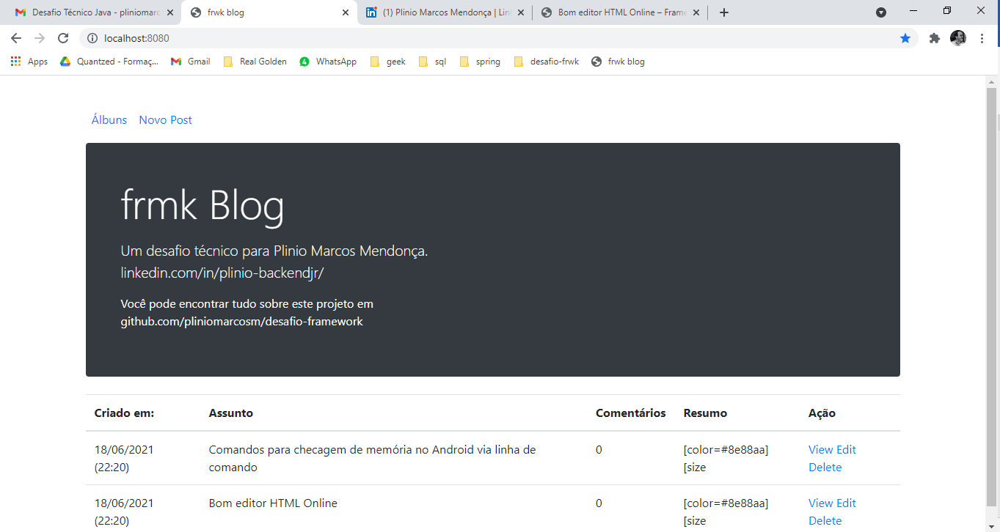 Desafio Técnico Java - pliniomarc
frwk blog
(1) Plinio Marcos Mendonça | Lin
Bom editor HTML Online – Frame
localhost:8080
Apps
Quantzed - Formaç...
Gmail
Real Golden
4
WhatsApp
geek
sql
spring
desafio-frwk
frwk blog
Álbuns Novo Post
frmk Blog
Um desafio técnico para Plinio Marcos Mendonça.
linkedin.com/in/plinio-backendjr/
Você pode encontrar tudo sobre este projeto em
github.com/pliniomarcosm/desafio-framework
Criado em: Assunto Comentários Resumo Ação
18/06/2021 Comandos para checagem de memória no Android via linha de 0 [color=#8e88aa] View Edit
(22:20) comando [size Delete
18/06/2021 Bom editor HTML Online 0 [color=#8e88aa] View Edit
(22:20) [size Delete